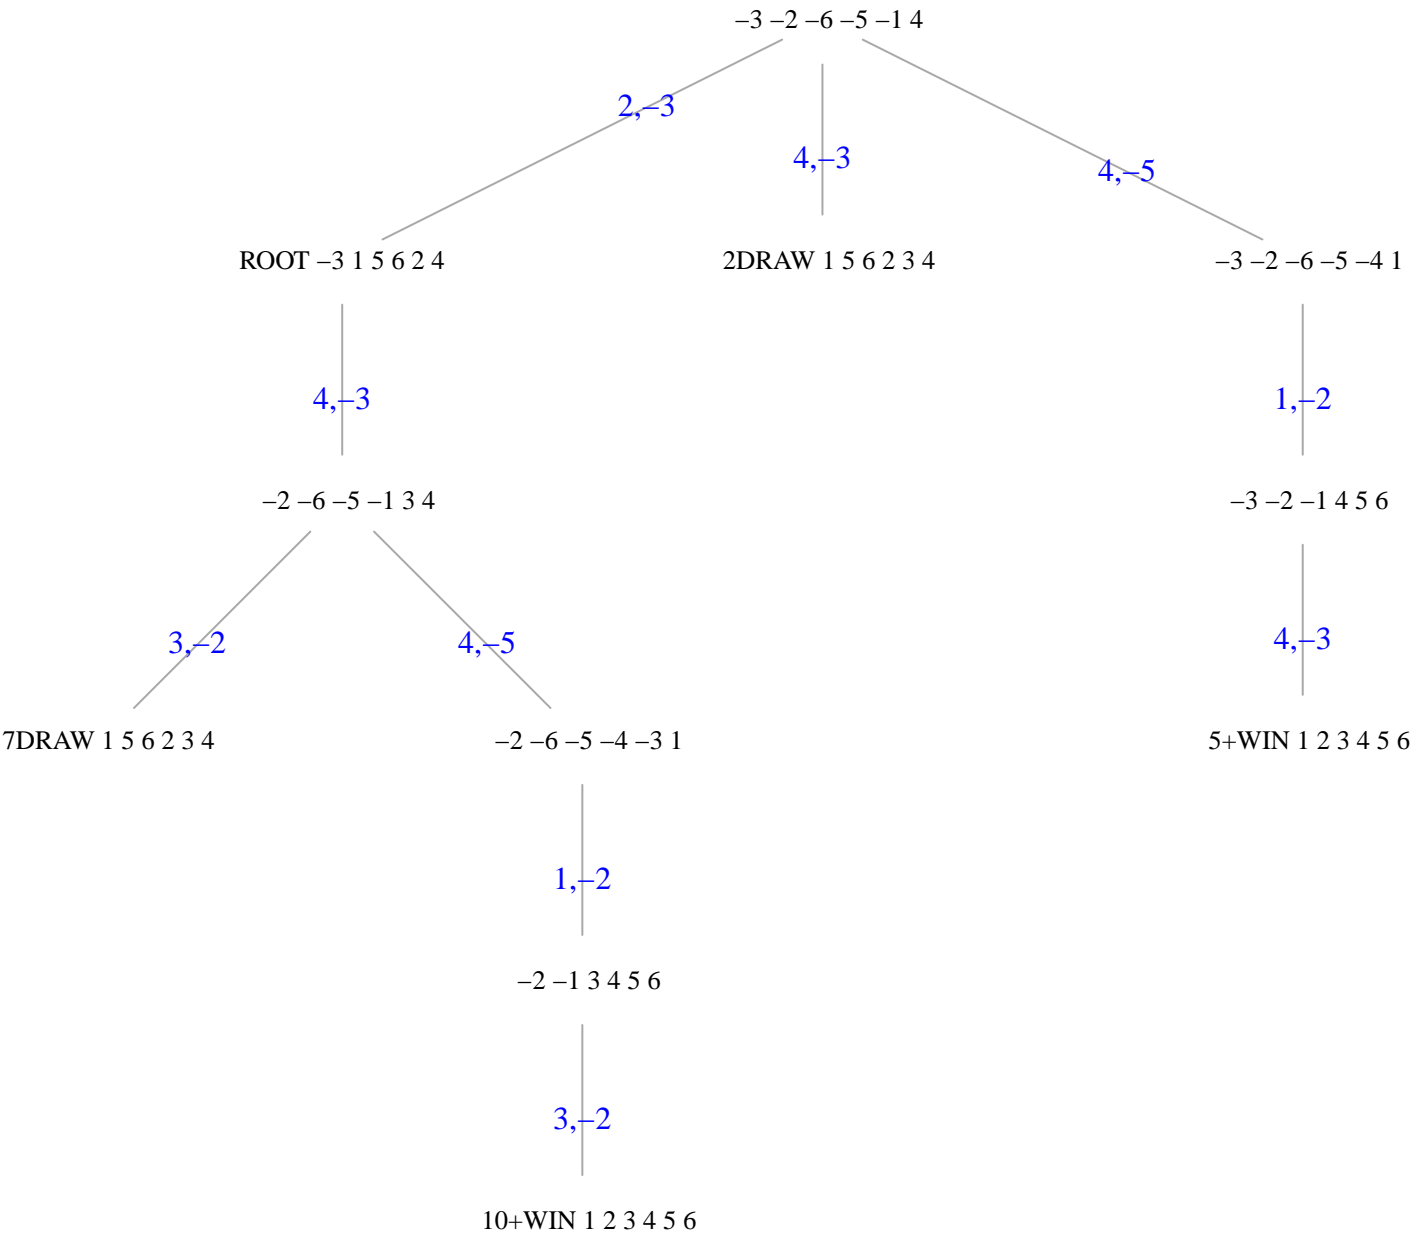 –3 –2 –6 –5 –1 4
2,–3
4,–3
4,–5
ROOT –3 1 5 6 2 4
2DRAW 1 5 6 2 3 4
–3 –2 –6 –5 –4 1
4,–3
1,–2
–2 –6 –5 –1 3 4
–3 –2 –1 4 5 6
3,–2
4,–5
4,–3
7DRAW 1 5 6 2 3 4
–2 –6 –5 –4 –3 1
5+WIN 1 2 3 4 5 6
1,–2
–2 –1 3 4 5 6
3,–2
10+WIN 1 2 3 4 5 6